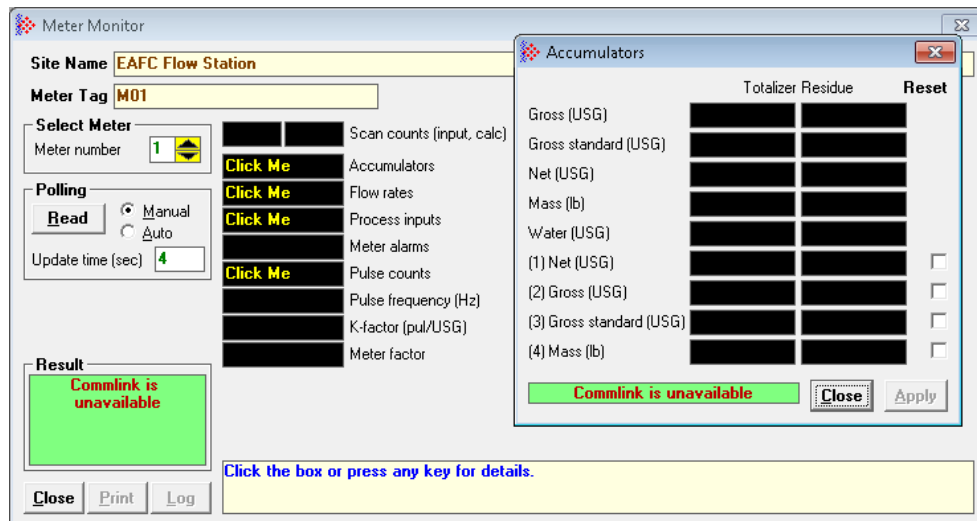 Meter Monitor
Site Name EAFC Flow Station
Meter Tag M01
Select Meter
Meter number 1
Polling
Read
Manual
Auto
Update time (sec) 4
Scan counts (input, calc)
Click Me Accumulators
Click Me Flow rates
Click Me Process inputs
Meter alarms
Click Me Pulse counts
Pulse frequency (Hz)
K-factor (pul/USG)
Meter factor
Result
Commlink is
unavailable
Click the box or press any key for details.
Close Print Log
Accumulators
Totalizer Residue Reset
Gross (USG)
Gross standard (USG)
Net (USG)
Mass (lb)
Water (USG)
(1) Net (USG)
(2) Gross (USG)
(3) Gross standard (USG)
(4) Mass (lb)
Commlink is unavailable Close Apply